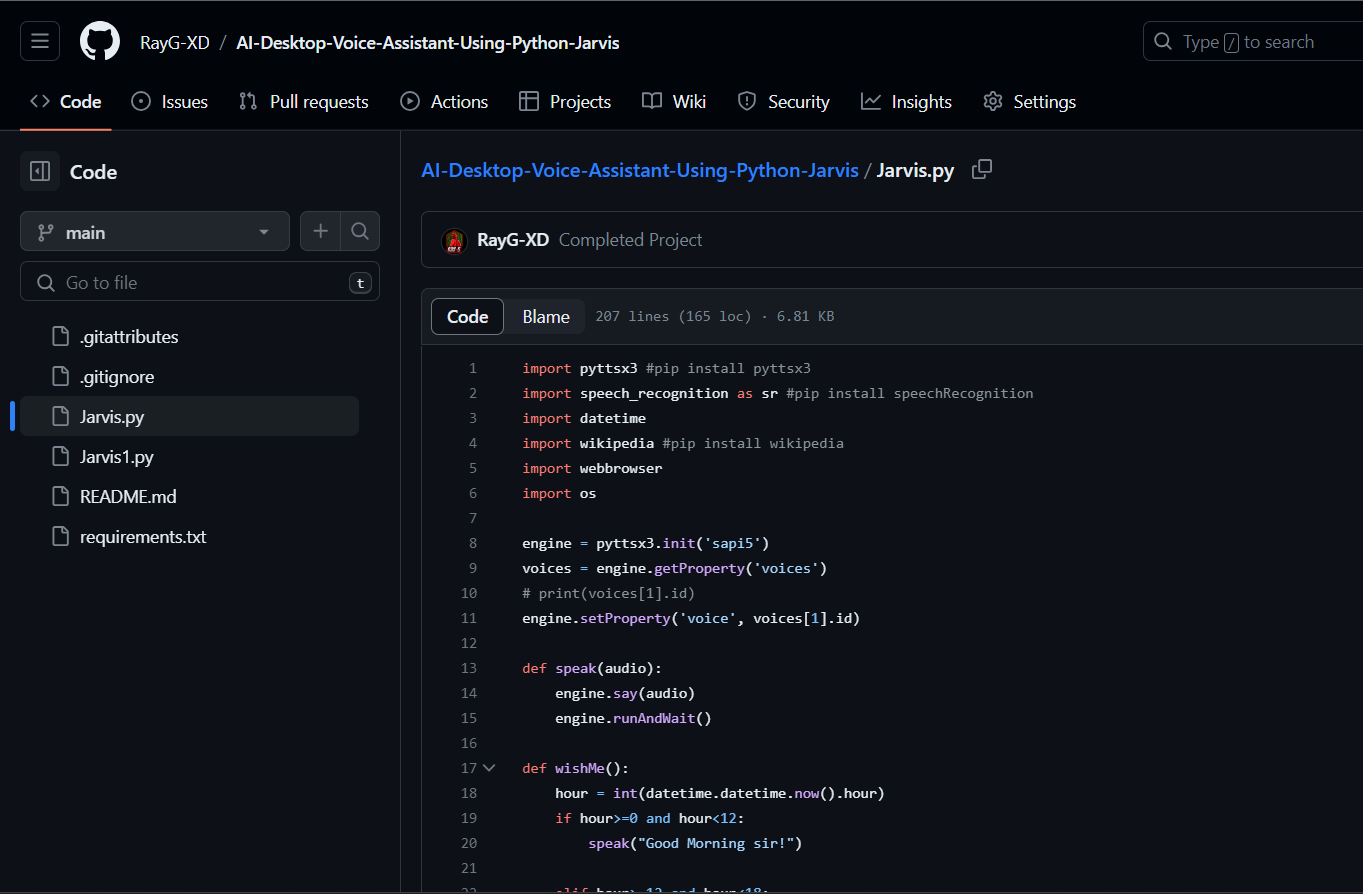 RayG-XD / AI-Desktop-Voice-Assistant-Using-Python-Jarvis
Type / to search
Code Issues Pull requests Actions Projects Wiki Security Insights Settings
Code
main
Go to file t
.gitattributes
.gitignore
Jarvis.py
Jarvis1.py
README.md
requirements.txt
AI-Desktop-Voice-Assistant-Using-Python-Jarvis / Jarvis.py
RayG-XD Completed Project
Code Blame 207 lines (165 loc) · 6.81 KB
1 import pyttsx3 #pip install pyttsx3
2 import speech_recognition as sr #pip install speechRecognition
3 import datetime
4 import wikipedia #pip install wikipedia
5 import webbrowser
6 import os
7
8 engine = pyttsx3.init('sapi5')
9 voices = engine.getProperty('voices')
10 # print(voices[1].id)
11 engine.setProperty('voice', voices[1].id)
12
13 def speak(audio):
14     engine.say(audio)
15     engine.runAndWait()
16
17 def wishMe():
18     hour = int(datetime.datetime.now().hour)
19     if hour>=0 and hour<12:
20         speak("Good Morning sir!")
21